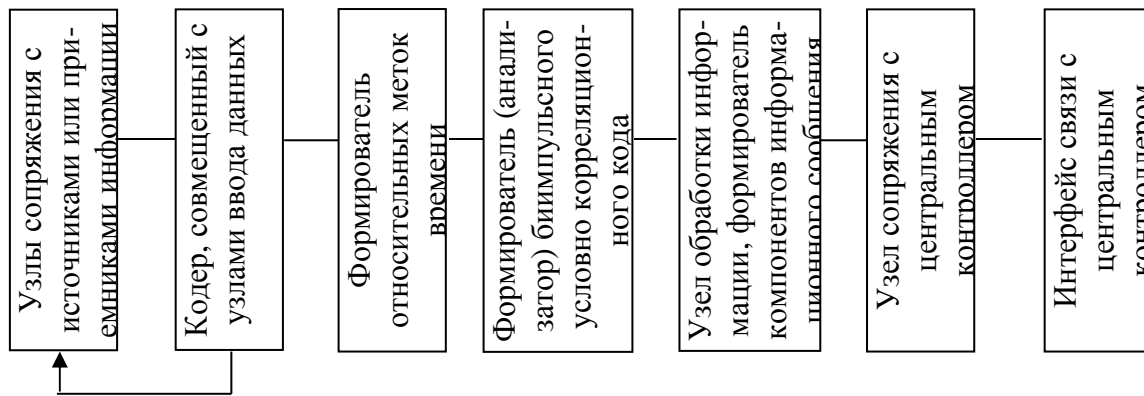 Узлы сопряжения с
источниками или при-
емниками информации
Кодер, совмещенный с
узлами ввода данных
Формирователь
относительных меток
времени
Формирователь (анали-
затор) биимпульсного
условно корреляцион-
ного кода
Узел обработки инфор-
мации, формирователь
компонентов информа-
ционного сообщения
Узел сопряжения с
центральным
контроллером
Интерфейс связи с
центральным
контроллером